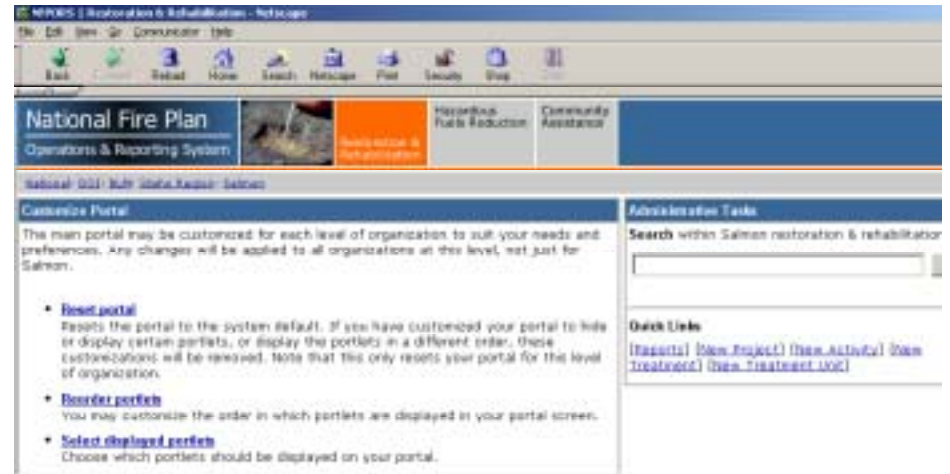 NFPORS | Restoration & Rehabilitation - Netscape
File Edit View Go Communicator Help
Back Reload Home Search Netscape Print Security Shop
National Fire Plan
Operations & Reporting System
Restoration &
Rehabilitation
Hazardous
Fuels Reduction
Community
Assistance
National: DOI: BLM: Idaho Region: Salmon
Customize Portal
The main portal may be customized for each level of organization to suit your needs and
preferences. Any changes will be applied to all organizations at this level, not just for
Salmon.
• Reset portal
Resets the portal to the system default. If you have customized your portal to hide
or display certain portlets, or display the portlets in a different order, these
customizations will be removed. Note that this only resets your portal for this level
of organization.
• Reorder portlets
You may customize the order in which portlets are displayed in your portal screen.
• Select displayed portlets
Choose which portlets should be displayed on your portal.
Administrative Tasks
Search within Salmon restoration & rehabilitation
Quick Links
[Reports] [New Project] [New Activity] [New
Treatment] [New Treatment Unit]